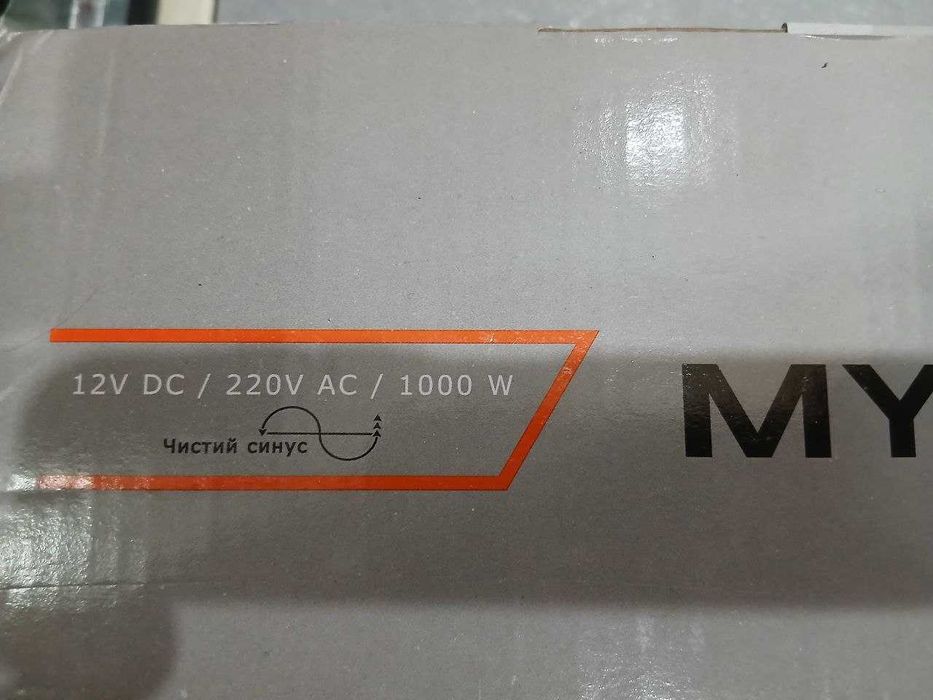 12V DC / 220V AC / 1000 W
Чистий синус
MY